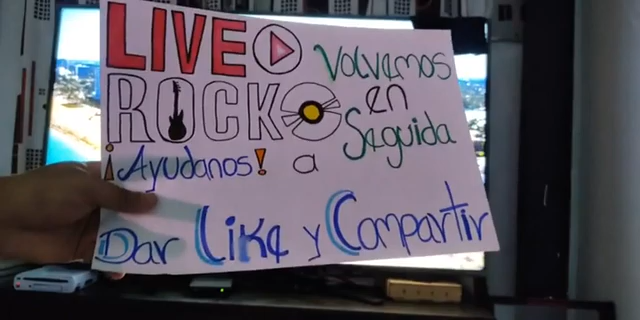 LIVE
ROCK
Volvemos
en
Seguida
¡Ayudanos! a
Dar Like y Compartir